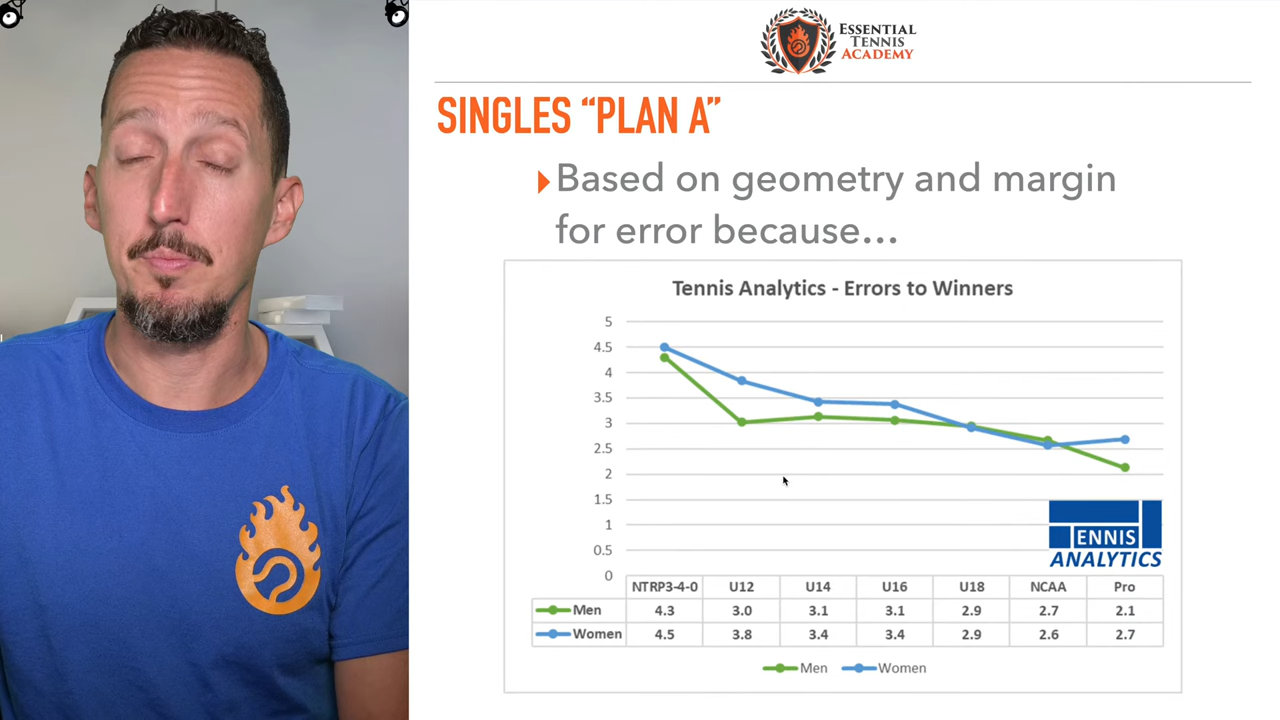 ESSENTIAL
TENNIS
ACADEMY
SINGLES “PLAN A”
Based on geometry and margin
for error because...
Tennis Analytics - Errors to Winners
5
4.5
4
3.5
3
2.5
2
1.5
1
0.5
0
TENNIS
ANALYTICS
NTRP3-4-0 U12 U14 U16 U18 NCAA Pro
Men 4.3 3.0 3.1 3.1 2.9 2.7 2.1
Women 4.5 3.8 3.4 3.4 2.9 2.6 2.7
Men Women